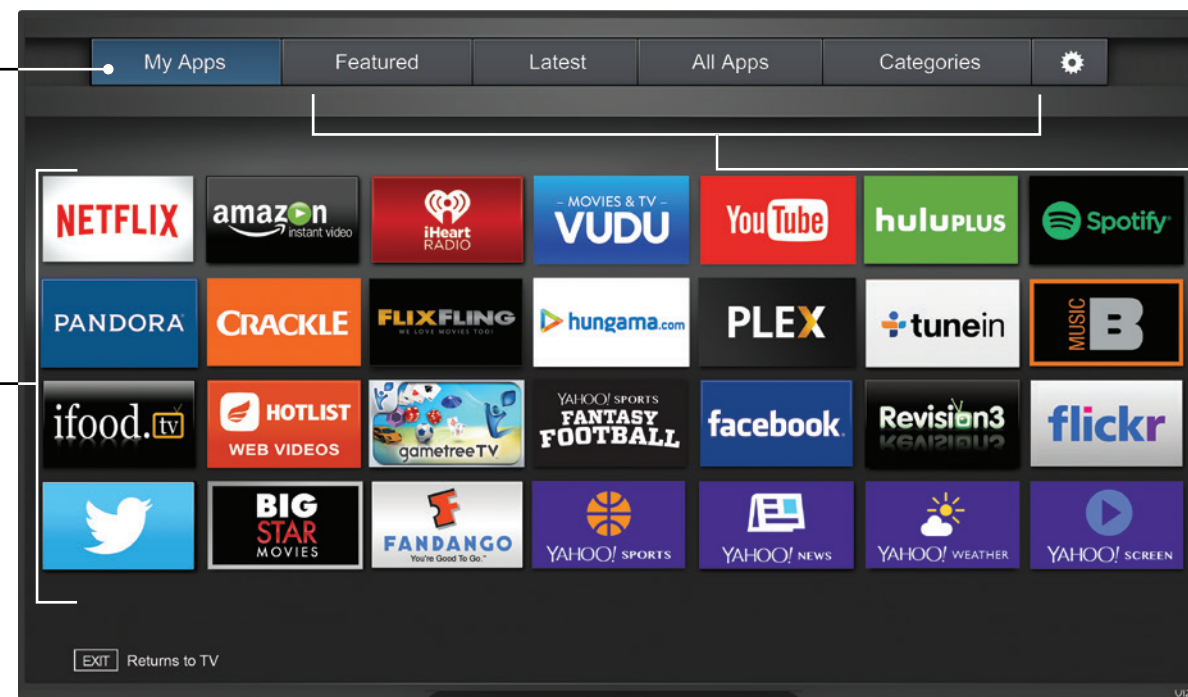 My Apps
Featured
Latest
All Apps
Categories
NETFLIX
amazon
instant video
iHeart
RADIO
- MOVIES & TV -
VUDU
YouTube
huluPLUS
Spotify
PANDORA
CRACKLE
FLIXFLING
WE LOVE MOVIES TOO!
hungama.com
PLEX
tunein
MUSIC
B
ifood.tv
HOTLIST
WEB VIDEOS
gametreeTV
YAHOO! SPORTS
FANTASY
FOOTBALL
facebook
Revision3
flickr
BIG
STAR
MOVIES
FANDANGO
You're Good To Go.™
YAHOO! SPORTS
YAHOO! NEWS
YAHOO! WEATHER
YAHOO! SCREEN
EXIT Returns to TV